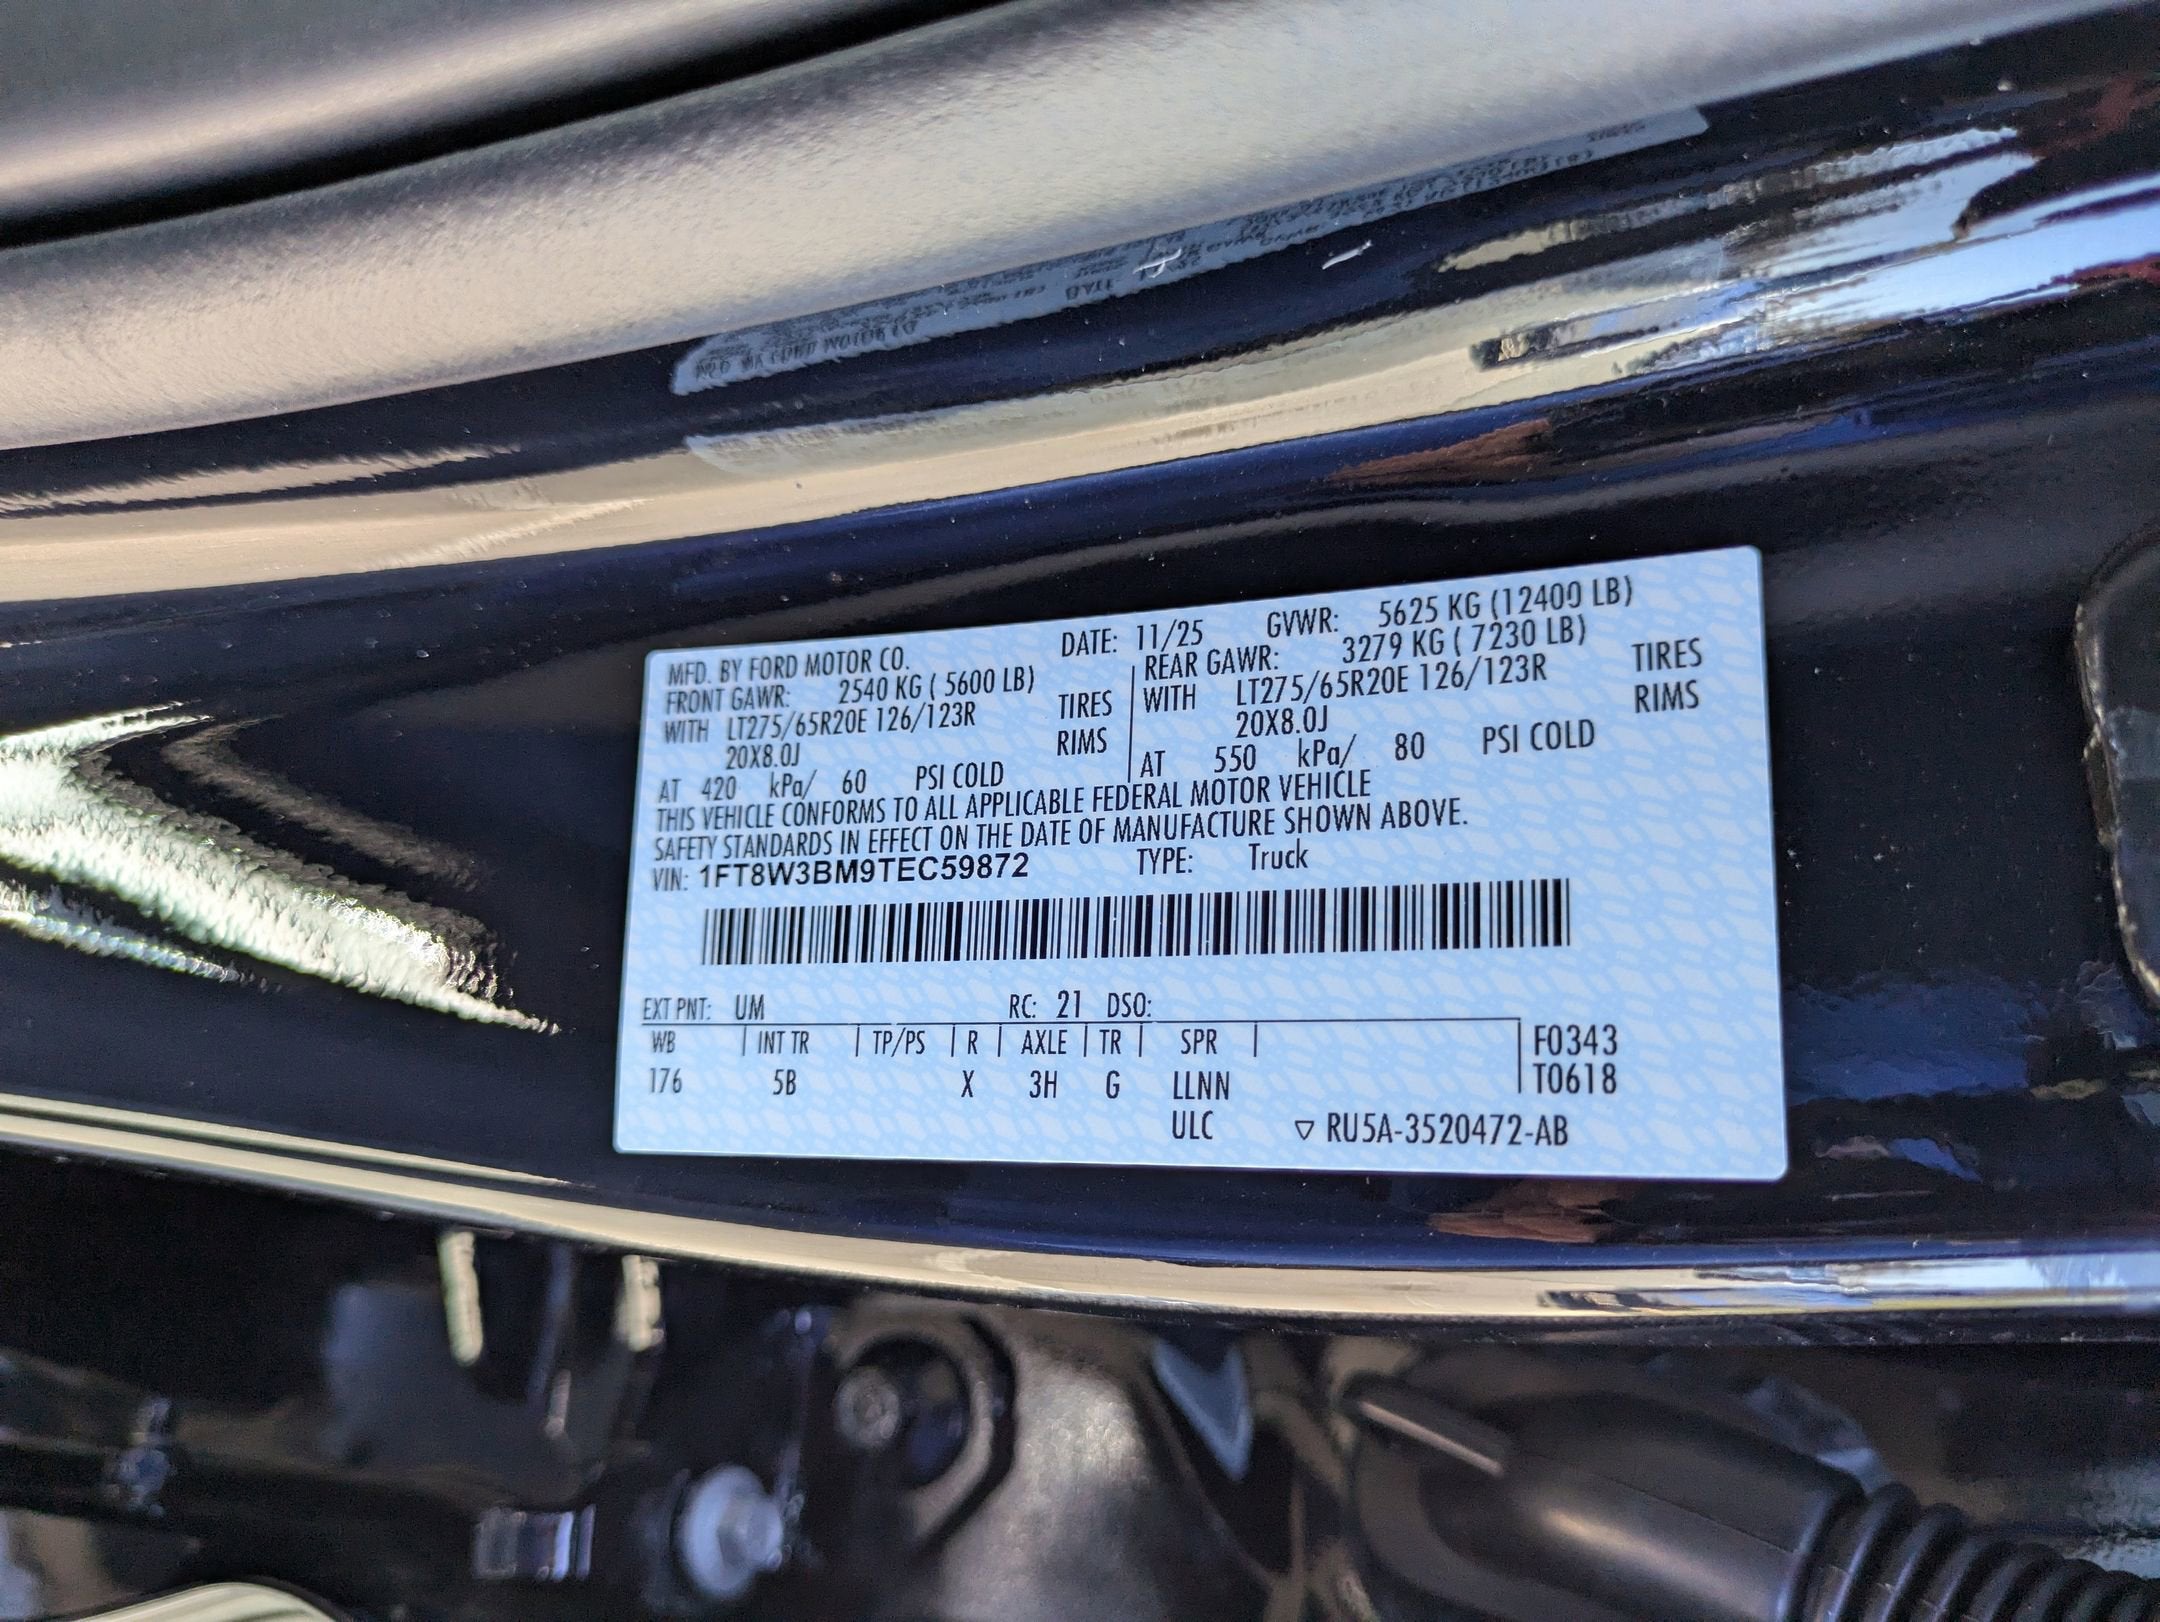 MFD. BY FORD MOTOR CO. DATE: 11/25 GVWR: 5625 KG (12400 LB)
FRONT GAWR: 2540 KG ( 5600 LB) REAR GAWR: 3279 KG ( 7230 LB)
WITH LT275/65R20E 126/123R TIRES WITH LT275/65R20E 126/123R TIRES
20X8.0J RIMS 20X8.0J RIMS
AT 420 kPa/ 60 PSI COLD AT 550 kPa/ 80 PSI COLD
THIS VEHICLE CONFORMS TO ALL APPLICABLE FEDERAL MOTOR VEHICLE
SAFETY STANDARDS IN EFFECT ON THE DATE OF MANUFACTURE SHOWN ABOVE.
VIN: 1FT8W3BM9TEC59872 TYPE: Truck
EXT PNT: UM RC: 21 DSO:
WB | INT TR | TP/PS | R | AXLE | TR | SPR | F0343
176 5B X 3H G LLNN T0618
ULC ▽ RU5A-3520472-AB